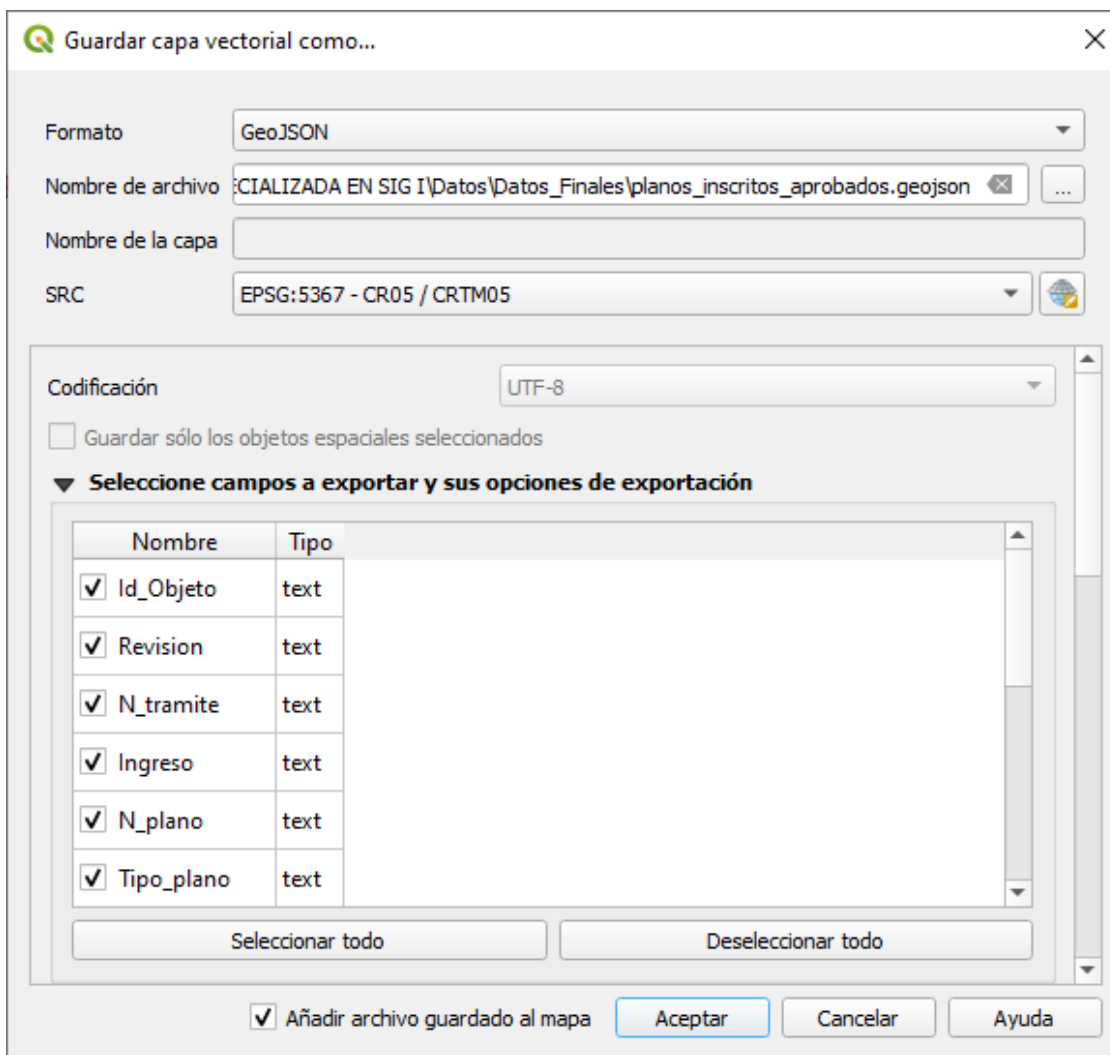 Guardar capa vectorial como...
Formato GeoJSON
Nombre de archivo ECIALIZADA EN SIG I\Datos\Datos_Finales\planos_inscritos_aprobados.geojson ...
Nombre de la capa
SRC EPSG:5367 - CR05 / CRTM05
Codificación UTF-8
Guardar sólo los objetos espaciales seleccionados
Seleccione campos a exportar y sus opciones de exportación
Nombre Tipo
Id_Objeto text
Revision text
N_tramite text
Ingreso text
N_plano text
Tipo_plano text
Seleccionar todo Deseleccionar todo
Añadir archivo guardado al mapa Aceptar Cancelar Ayuda